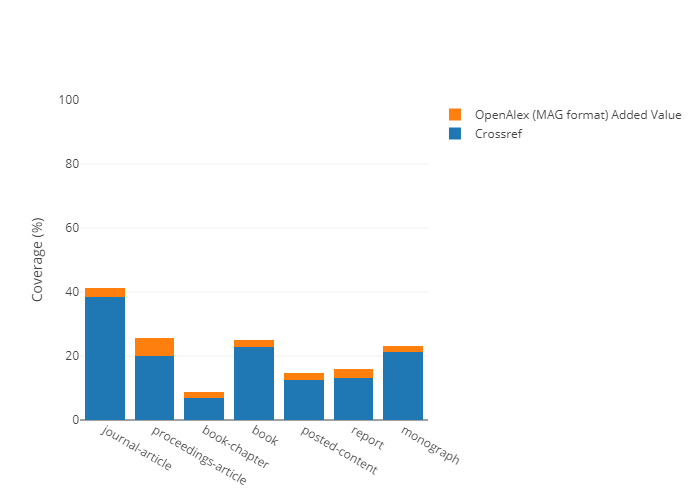 100
80
60
40
20
0
Coverage (%)
journal-article
proceedings-article
book-chapter
book
posted-content
report
monograph
OpenAlex (MAG format) Added Value
Crossref